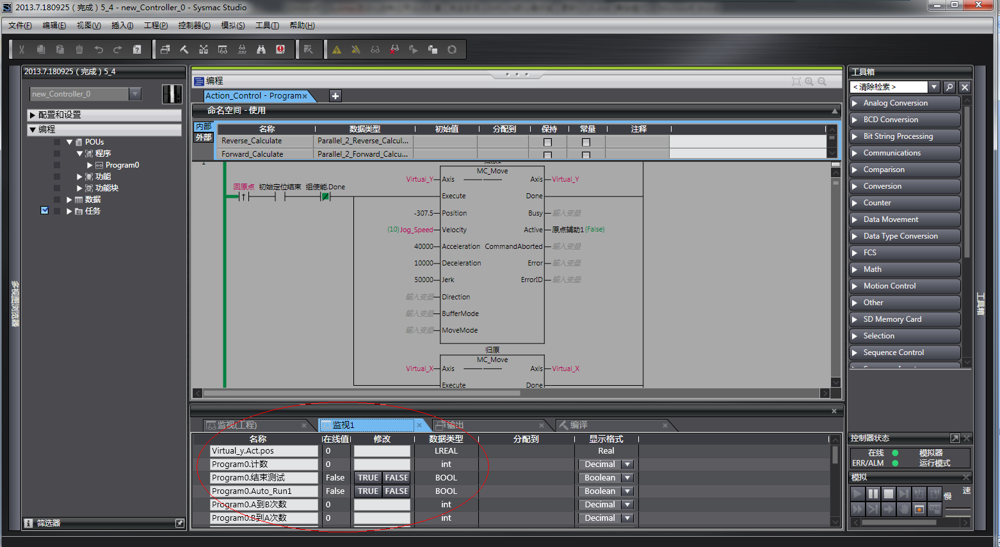 2013.7.180925（完成）5_4 - new_Controller_0 - Sysmac Studio
文件(F) 编辑(E) 视图(V) 插入(I) 工程(P) 控制器(C) 模拟(S) 工具(T) 帮助(H)
多视图浏览器
2013.7.180925（完成）5_4
new_Controller_0
配置和设置
编程
POUs
程序
Program0
功能
功能块
数据
任务
筛选器
编程
Action_Control - Program
命名空间 - 使用
内部
外部
名称 数据类型 初始值 分配到 保持 常量 注释
Reverse_Calculate Parallel_2_Reverse_Calcul...
Forward_Calculate Parallel_2_Forward_Calcu...
1
归原1
MC_Move
Virtual_Y Axis Axis Virtual_Y
回原点 初始定位结束 组使能.Done
Execute Done
-307.5 Position Busy 输入变量
(10) Jog_Speed Velocity Active 原点辅助1 (False)
40000 Acceleration CommandAborted 输入变量
10000 Deceleration Error 输入变量
50000 Jerk ErrorID 输入变量
输入变量 Direction
输入变量 BufferMode
输入变量 MoveMode
归原
MC_Move
Virtual_X Axis Axis Virtual_X
Execute Done
监视(工程) 监视1 输出 编译
名称 在线值 修改 数据类型 分配到 显示格式
Virtual_y.Act.pos 0 LREAL Real
Program0.计数 0 int Decimal
Program0.结束测试 False TRUE FALSE BOOL Boolean
Program0.Auto_Run1 False TRUE FALSE BOOL Boolean
Program0.A到B次数 0 int Decimal
Program0.B到A次数 0 int Decimal
工具箱
<清除检索>
Analog Conversion
BCD Conversion
Bit String Processing
Communications
Comparison
Conversion
Counter
Data Movement
Data Type Conversion
FCS
Math
Motion Control
Other
SD Memory Card
Selection
Sequence Control
工具箱
控制器状态
在线 模拟器
ERR/ALM 运行模式
模拟
慢 速